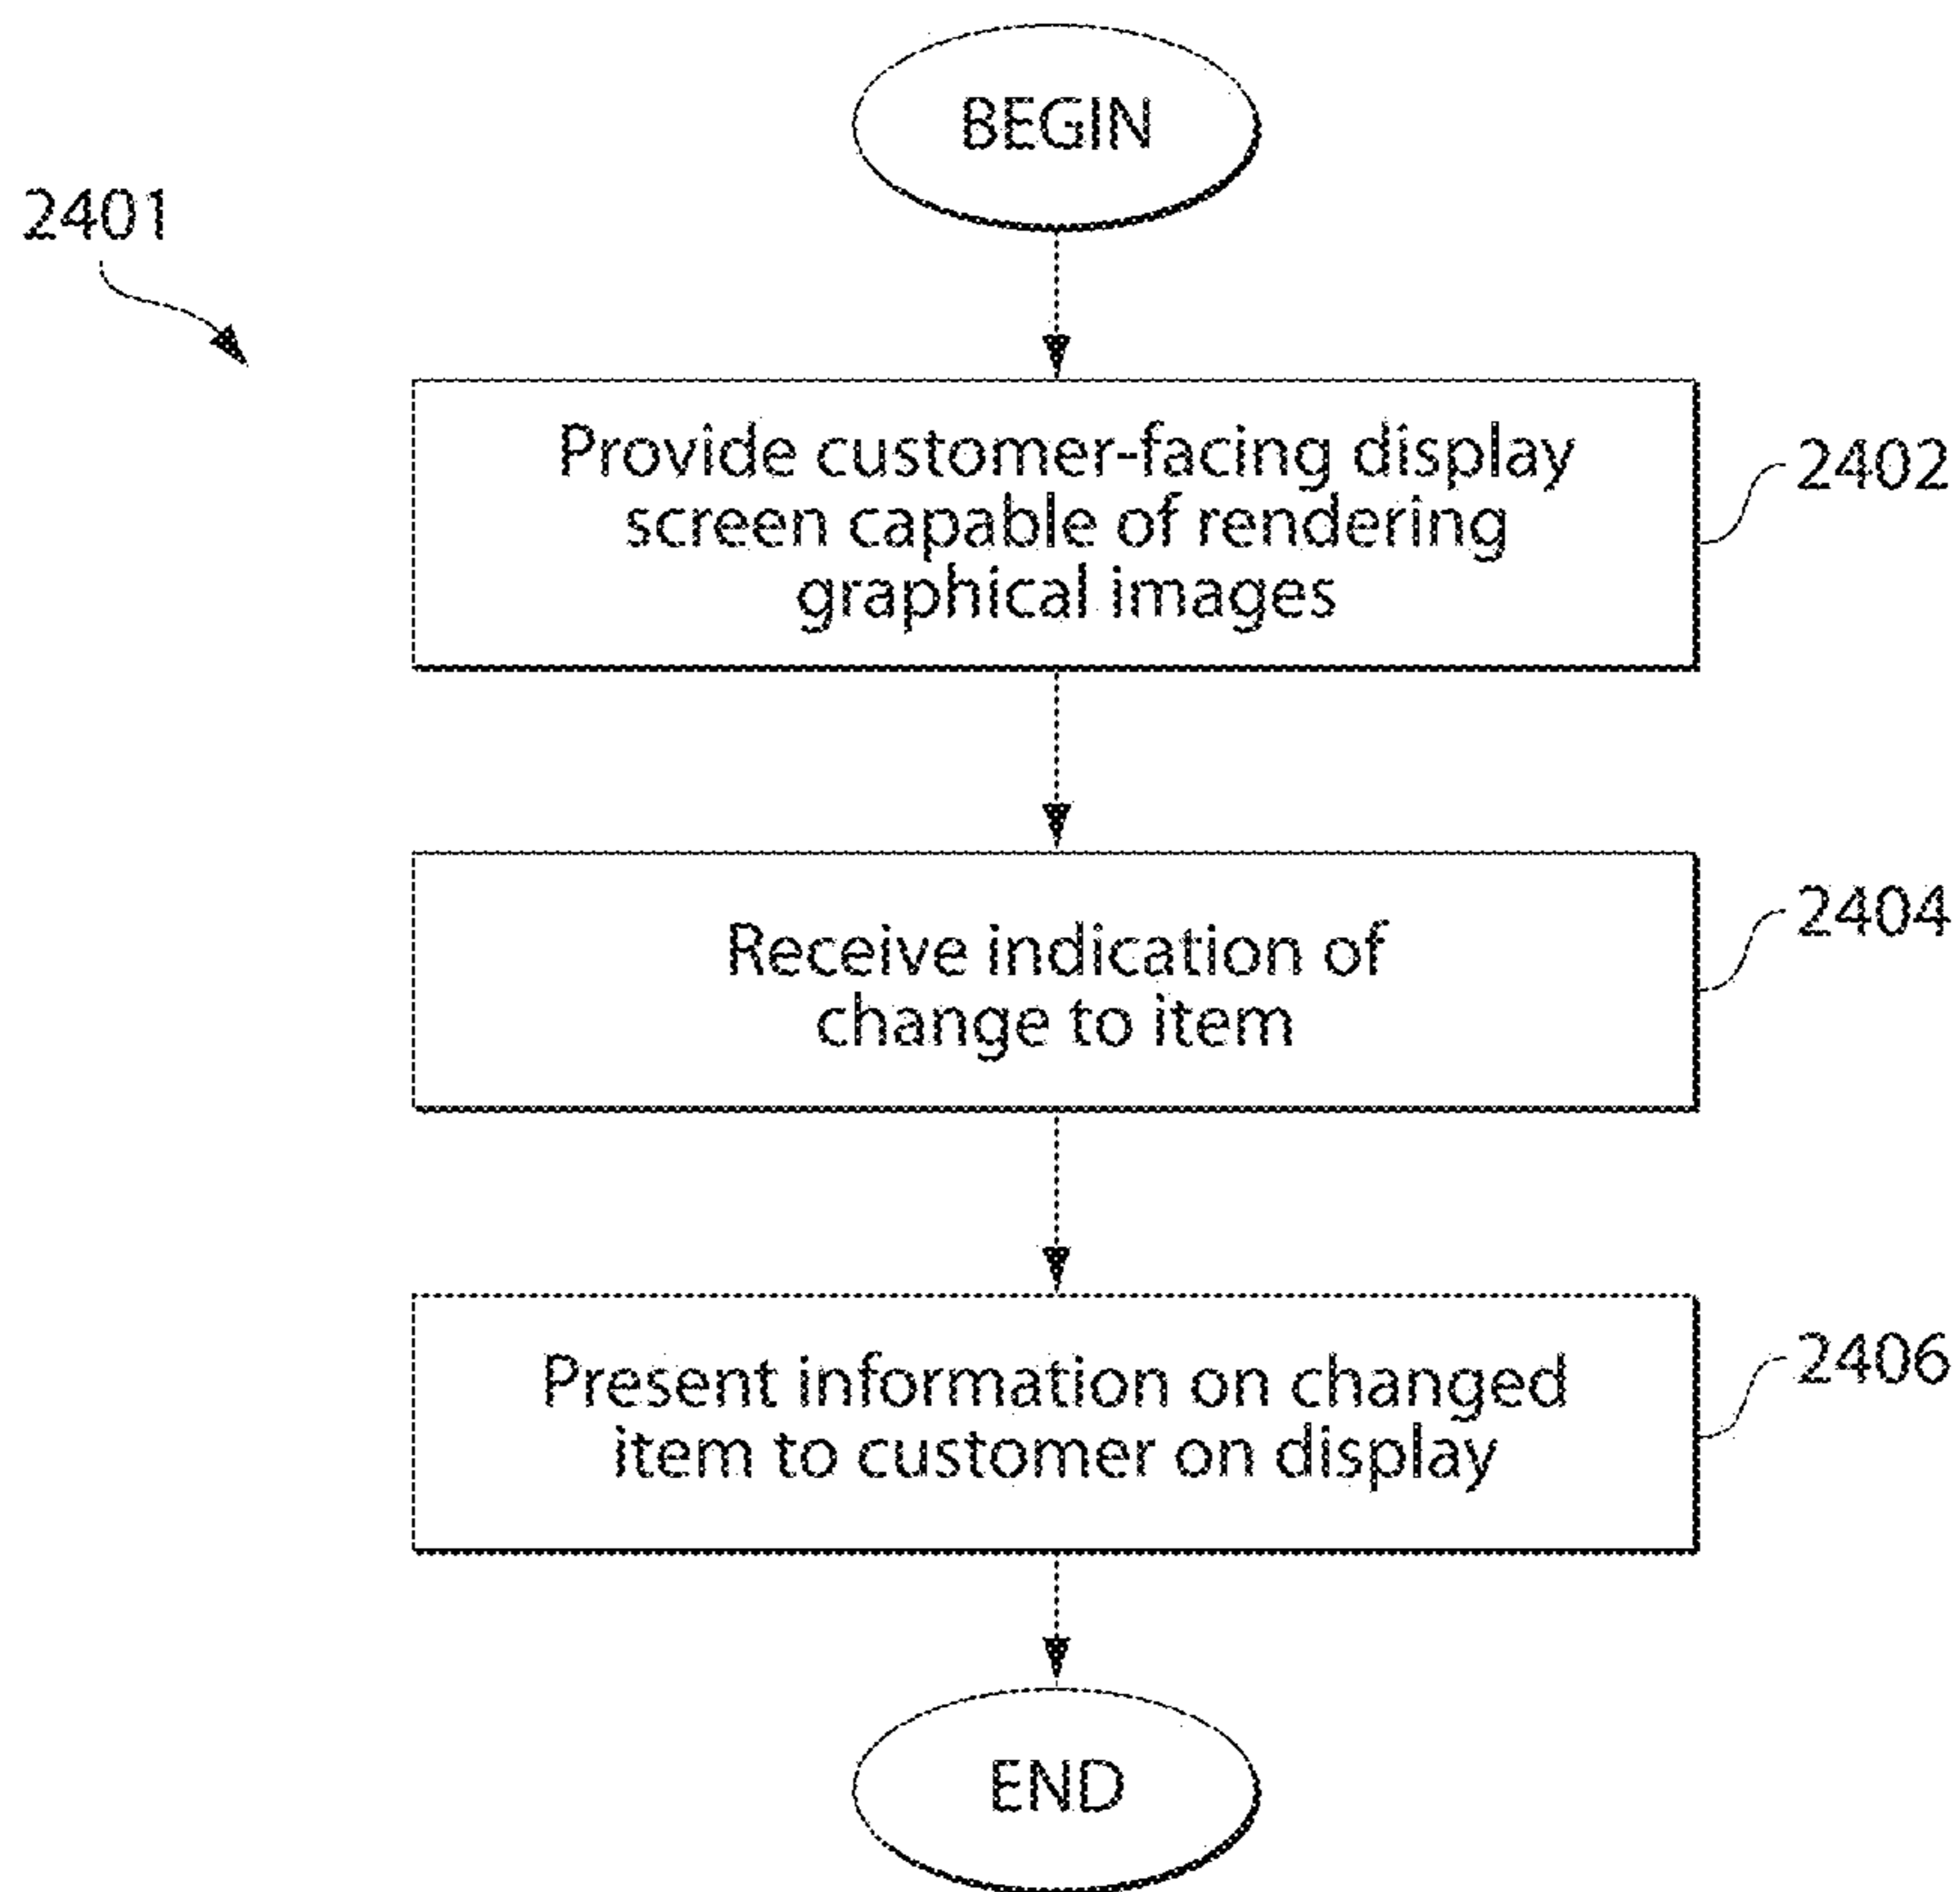 BEGIN
2401
Provide customer-facing display
screen capable of rendering
graphical images
2402
Receive indication of
change to item
2404
Present information on changed
item to customer on display
2406
END